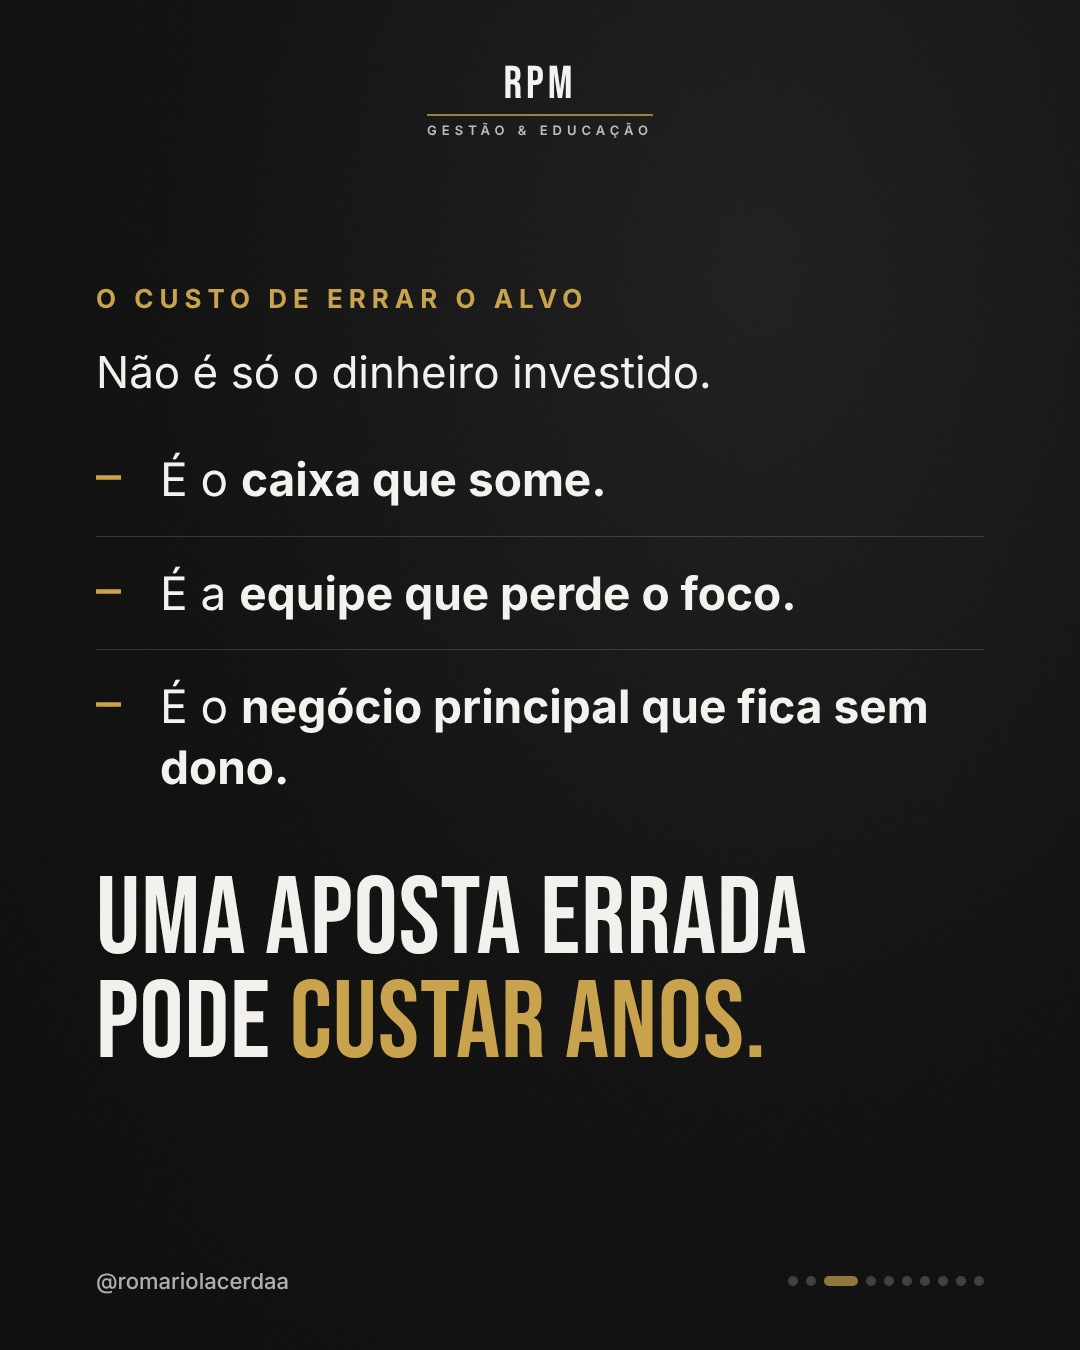 RPM
GESTÃO & EDUCAÇÃO
O CUSTO DE ERRAR O ALVO
Não é só o dinheiro investido.
– É o caixa que some.
– É a equipe que perde o foco.
– É o negócio principal que fica sem
dono.
UMA APOSTA ERRADA
PODE CUSTAR ANOS.
@romariolacerdaa